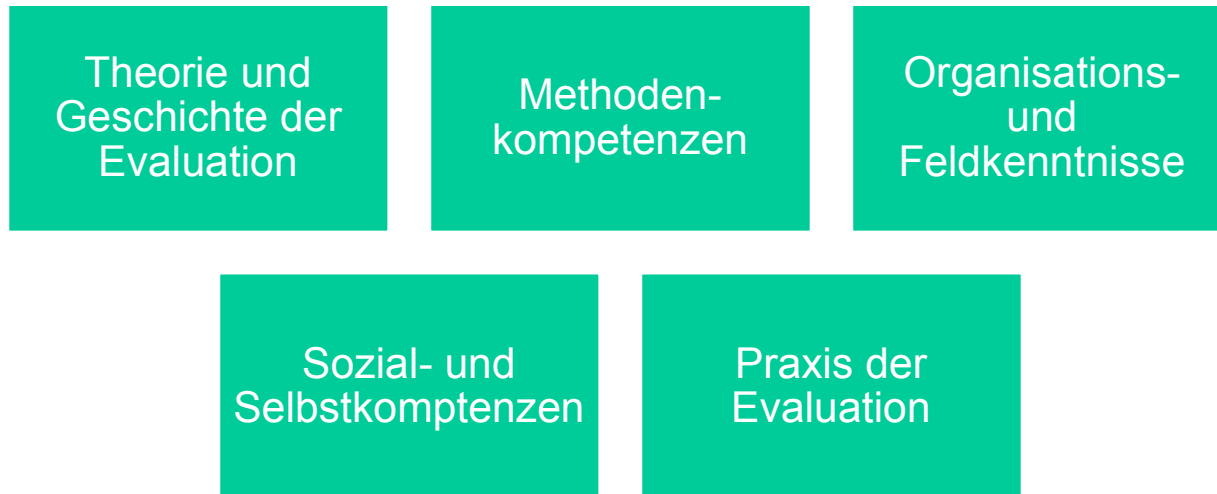 Theorie und
Geschichte der
Evaluation
Methoden-
kompetenzen
Organisations-
und
Feldkenntnisse
Sozial- und
Selbstkomptenzen
Praxis der
Evaluation